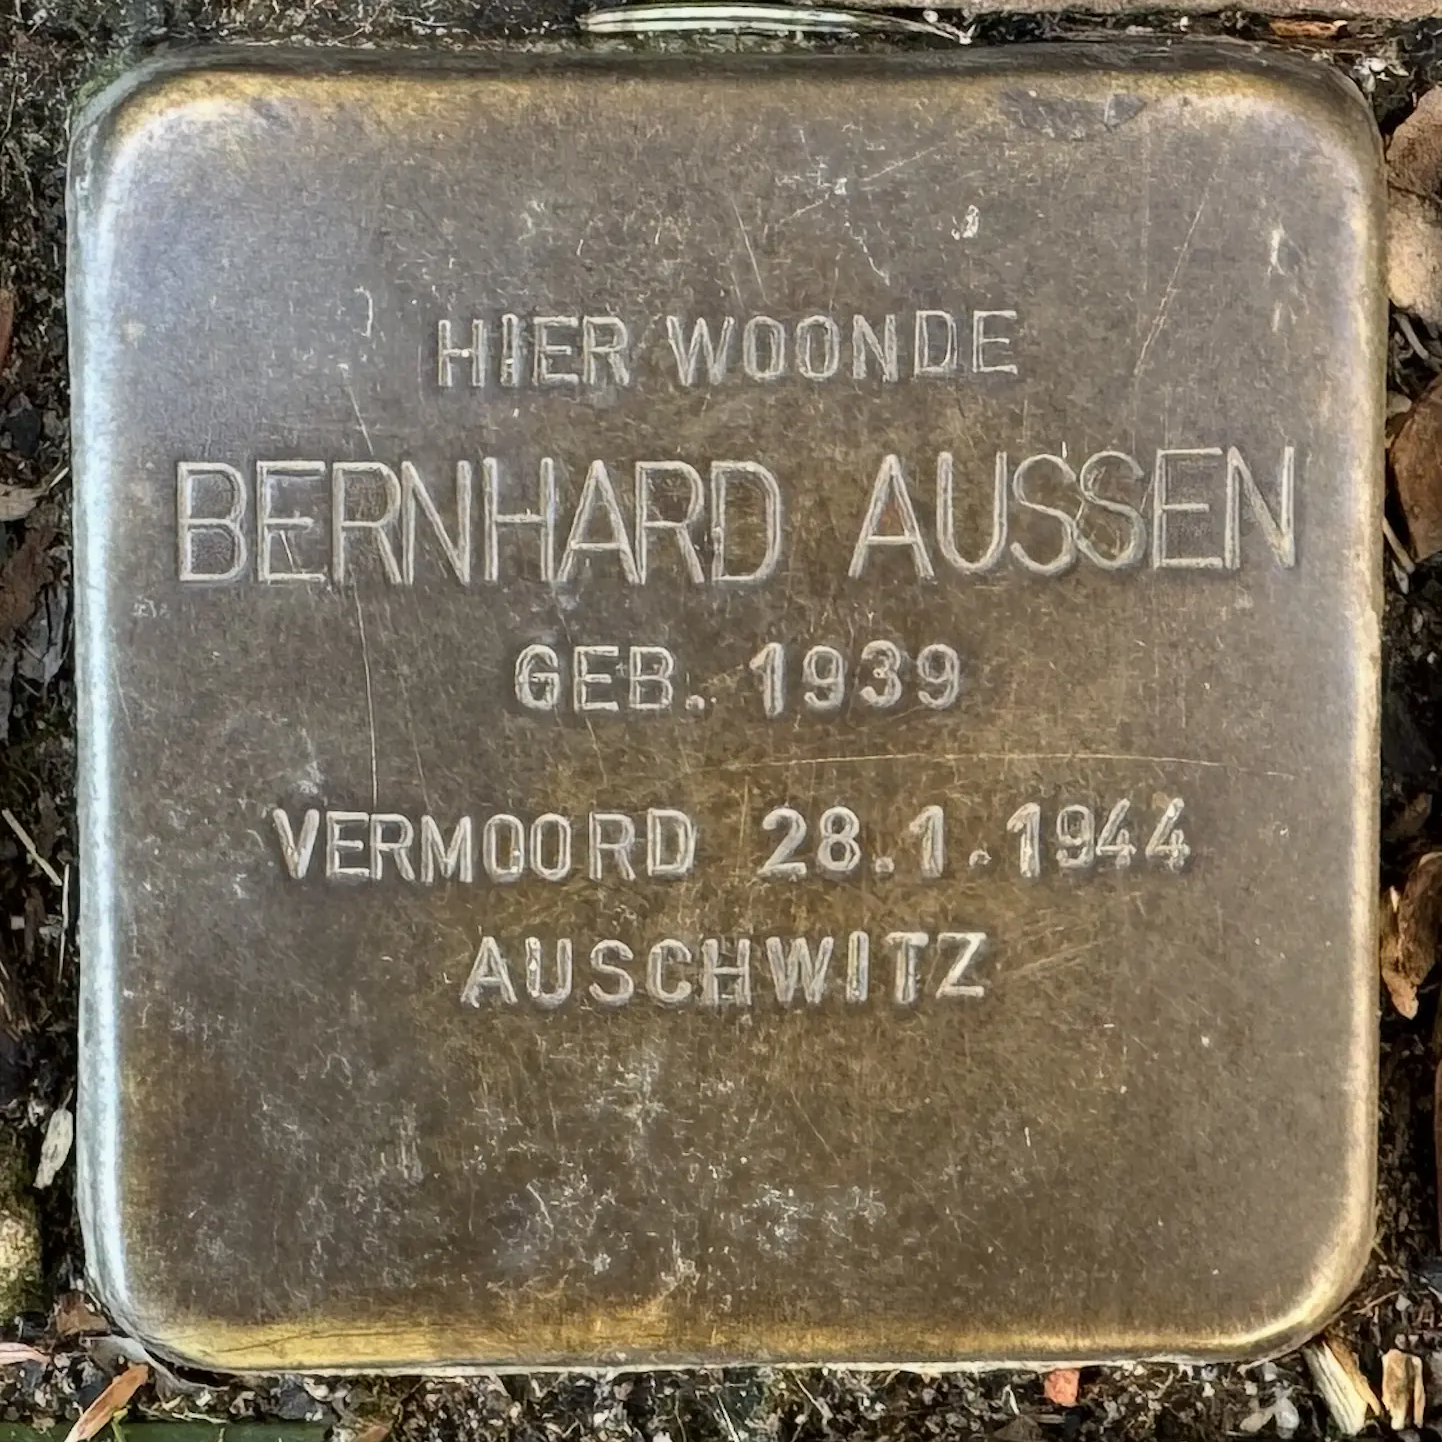 HIER WOONDE
BERNHARD AUSSEN
GEB. 1939
VERMOORD 28.1.1944
AUSCHWITZ